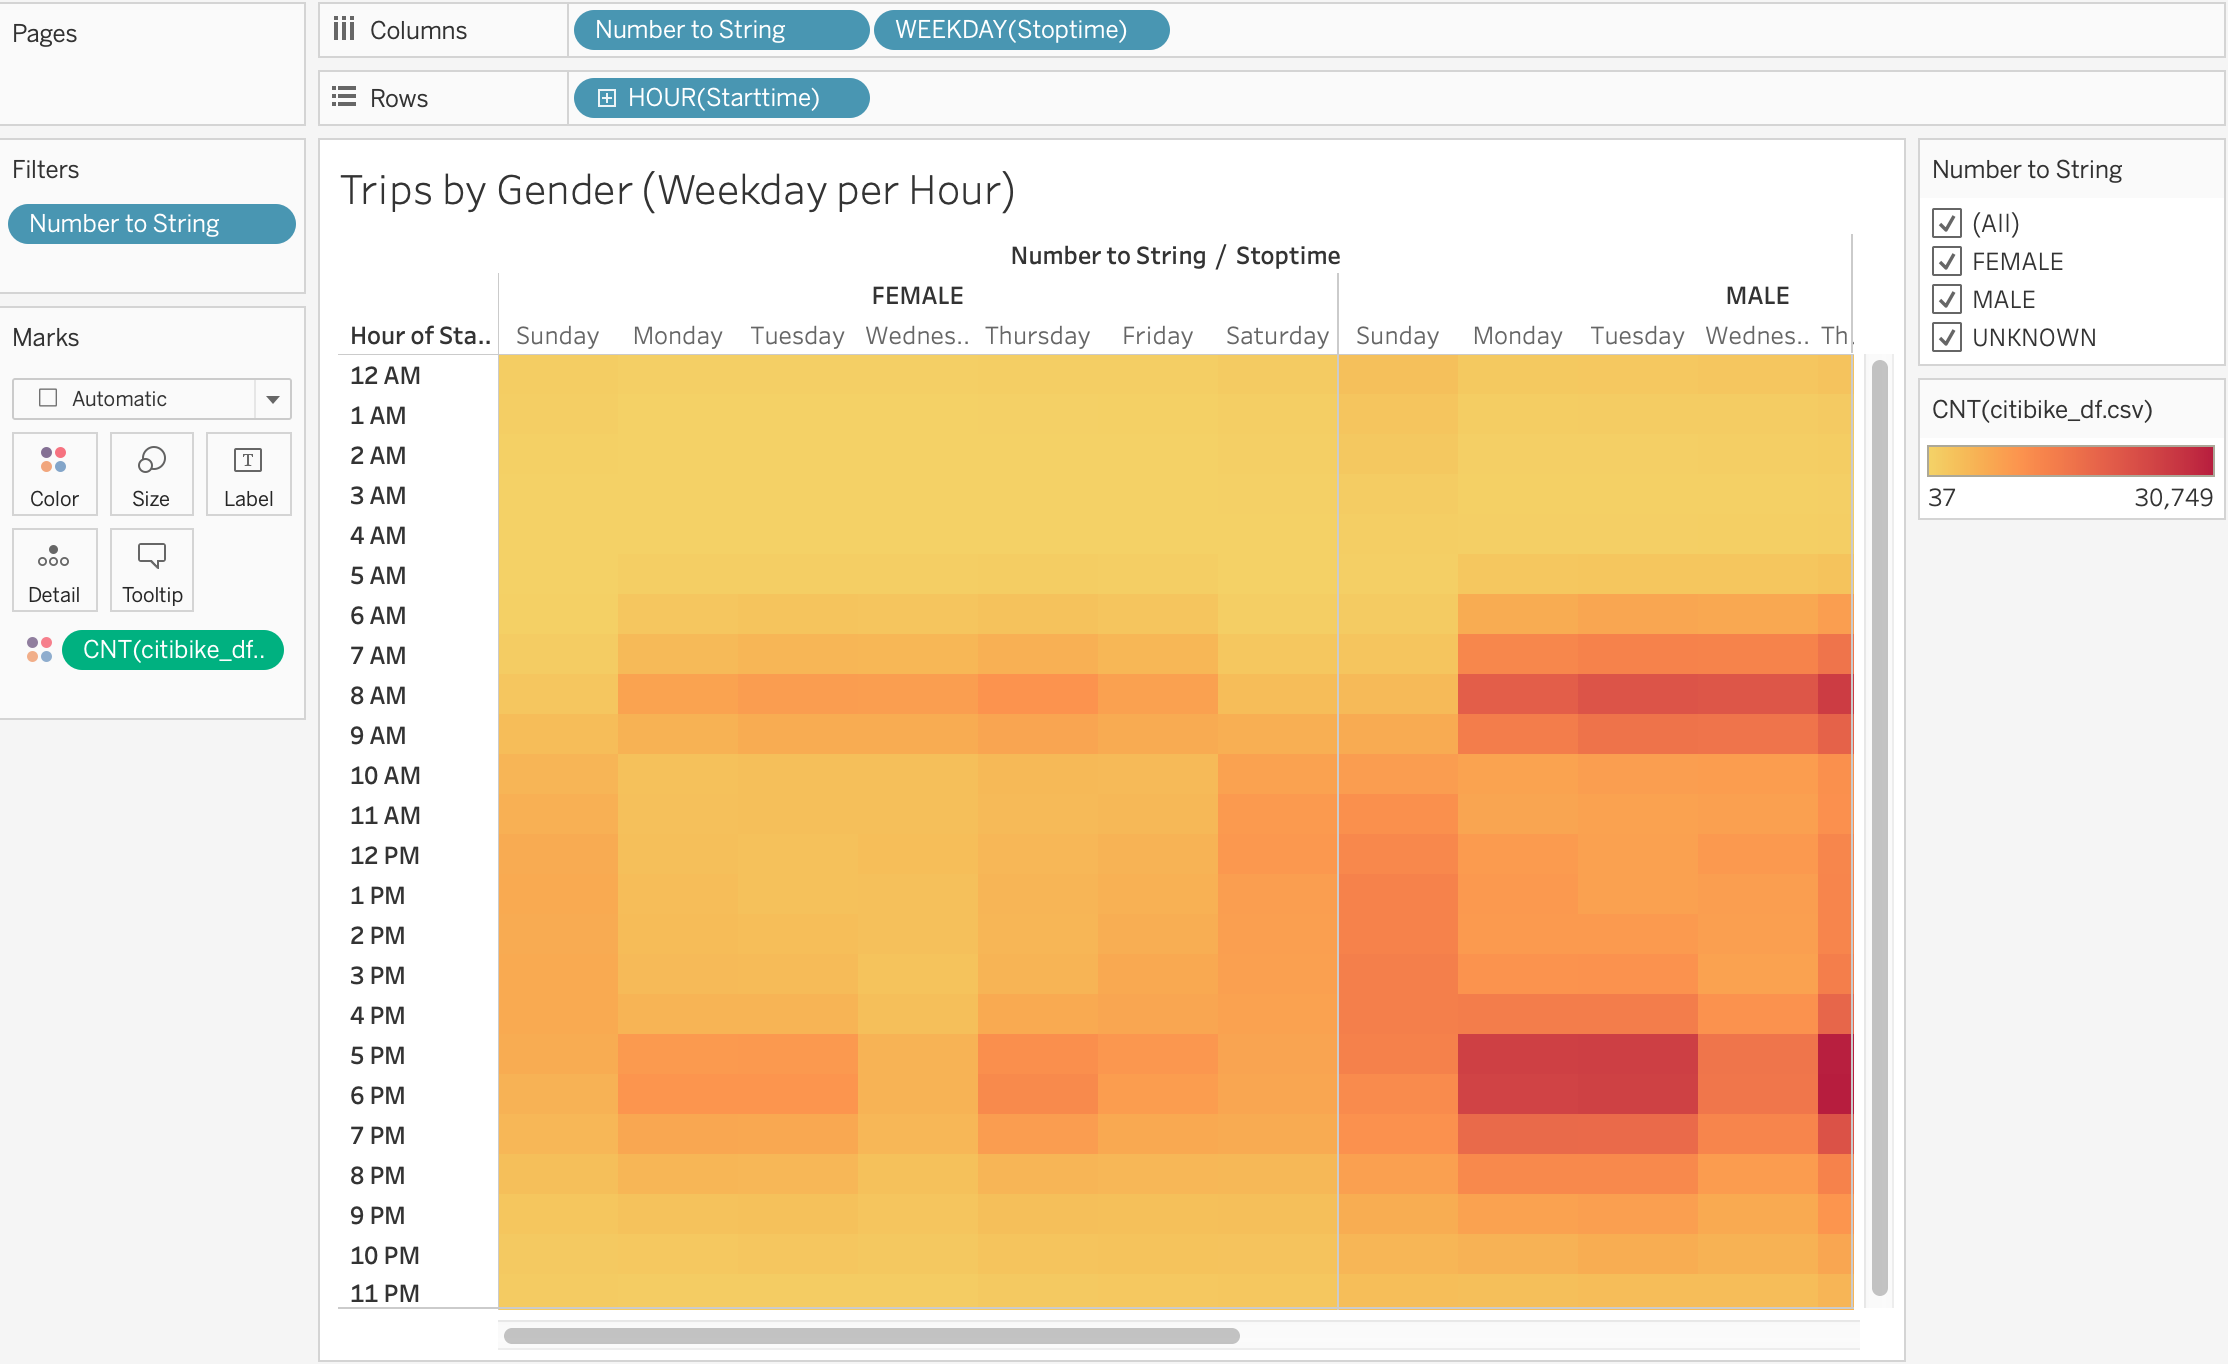 Pages
Columns
Number to String
WEEKDAY(Stoptime)
Rows
HOUR(Starttime)
Filters
Number to String
Marks
Automatic
Color
Size
T
Label
Detail
Tooltip
CNT(citibike_df..
Trips by Gender (Weekday per Hour)
Number to String / Stoptime
FEMALE
MALE
Hour of Sta.. Sunday Monday Tuesday Wednes.. Thursday Friday Saturday Sunday Monday Tuesday Wednes.. Th.
12 AM
1 AM
2 AM
3 AM
4 AM
5 AM
6 AM
7 AM
8 AM
9 AM
10 AM
11 AM
12 PM
1 PM
2 PM
3 PM
4 PM
5 PM
6 PM
7 PM
8 PM
9 PM
10 PM
11 PM
Number to String
(All)
FEMALE
MALE
UNKNOWN
CNT(citibike_df.csv)
37 30,749